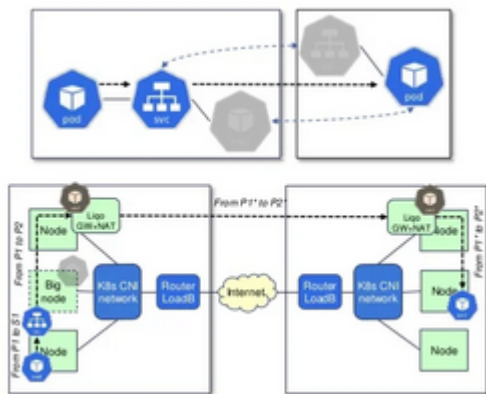 pod
svc
pod
From P1* to P2*
Liqo
GW+NAT
Liqo
GW+NAT
Node
Node
From P1 to P2
From P1* to P2*
Big
node
K8s CNI
network
Router
LoadB
Internet
Router
LoadB
K8s CNI
network
Node
From P1 to S1
Node
Node